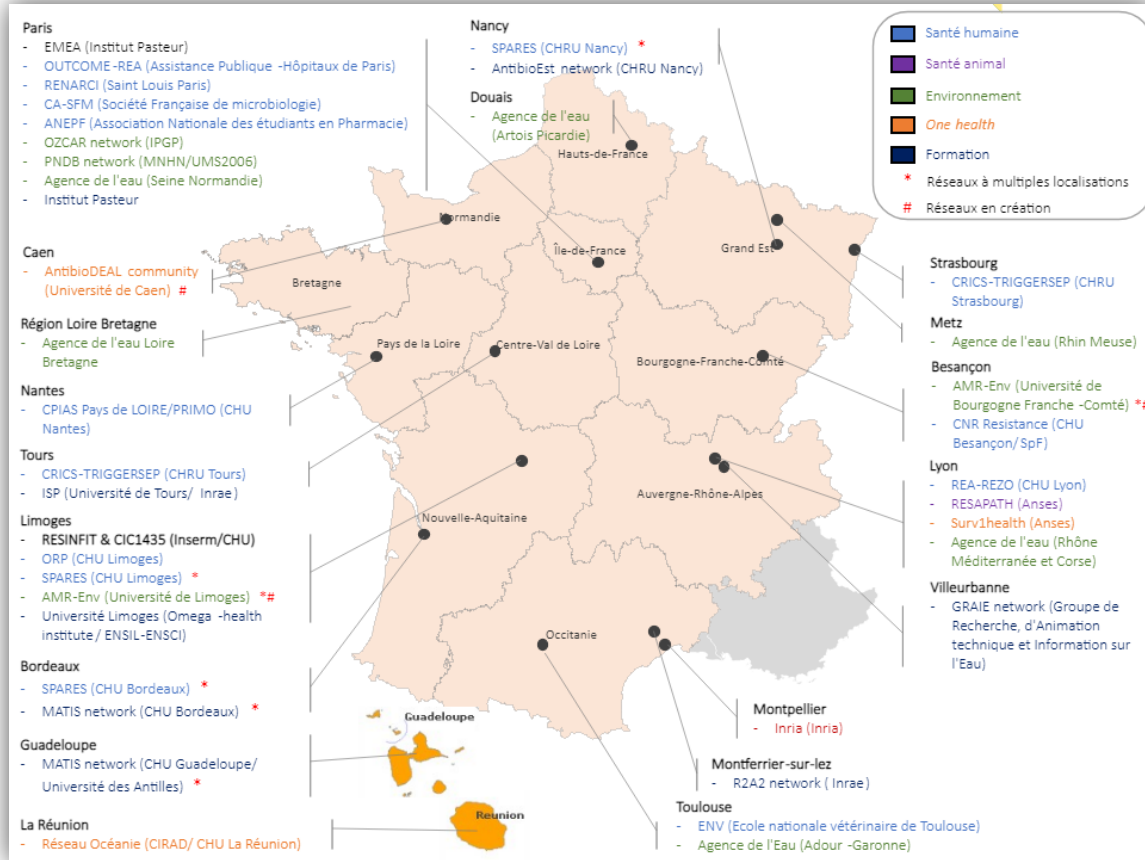 Paris
- EMEA (Institut Pasteur)
- OUTCOME-REA (Assistance Publique -Hôpitaux de Paris)
- RENARCI (Saint Louis Paris)
- CA-SFM (Société Française de microbiologie)
- ANEPF (Association Nationale des étudiants en Pharmacie)
- OZCAR network (IPGP)
- PNDB network (MNHN/UMS2006)
- Agence de l'eau (Seine Normandie)
- Institut Pasteur
Nancy
- SPARES (CHRU Nancy) *
- AntibioEst network (CHRU Nancy)
Douais
- Agence de l'eau
(Artois Picardie)
Santé humaine
Santé animal
Environnement
One health
Formation
* Réseaux à multiples localisations
# Réseaux en création
Caen
- AntibioDEAL community
(Université de Caen) #
Région Loire Bretagne
- Agence de l'eau Loire
Bretagne
Nantes
- CPIAS Pays de LOIRE/PRIMO (CHU
Nantes)
Tours
- CRICS-TRIGGERSEP (CHRU Tours)
- ISP (Université de Tours/ Inrae)
Limoges
- RESINFIT & CIC1435 (Inserm/CHU)
- ORP (CHU Limoges)
- SPARES (CHU Limoges) *
- AMR-Env (Université de Limoges) *#
- Université Limoges (Omega -health
institute/ ENSIL-ENSCI)
Bordeaux
- SPARES (CHU Bordeaux) *
- MATIS network (CHU Bordeaux) *
Guadeloupe
- MATIS network (CHU Guadeloupe/
Université des Antilles) *
La Réunion
- Réseau Océanie (CIRAD/ CHU La Réunion)
Hauts-de-France
Normandie
Île-de-France
Grand Est
Bretagne
Pays de la Loire
Centre-Val de Loire
Bourgogne-Franche-Comté
Auvergne-Rhône-Alpes
Nouvelle-Aquitaine
Occitanie
Guadeloupe
Reunion
Strasbourg
- CRICS-TRIGGERSEP (CHRU
Strasbourg)
Metz
- Agence de l'eau (Rhin Meuse)
Besançon
- AMR-Env (Université de
Bourgogne Franche -Comté) *#
- CNR Resistance (CHU
Besançon/ SpF)
Lyon
- REA-REZO (CHU Lyon)
- RESAPATH (Anses)
- Surv1health (Anses)
- Agence de l'eau (Rhône
Méditerranée et Corse)
Villeurbanne
- GRAIE network (Groupe de
Recherche, d'Animation
technique et Information sur
l'Eau)
Montpellier
- Inria (Inria)
Montferrier-sur-lez
- R2A2 network ( Inrae)
Toulouse
- ENV (Ecole nationale vétérinaire de Toulouse)
- Agence de l'Eau (Adour -Garonne)